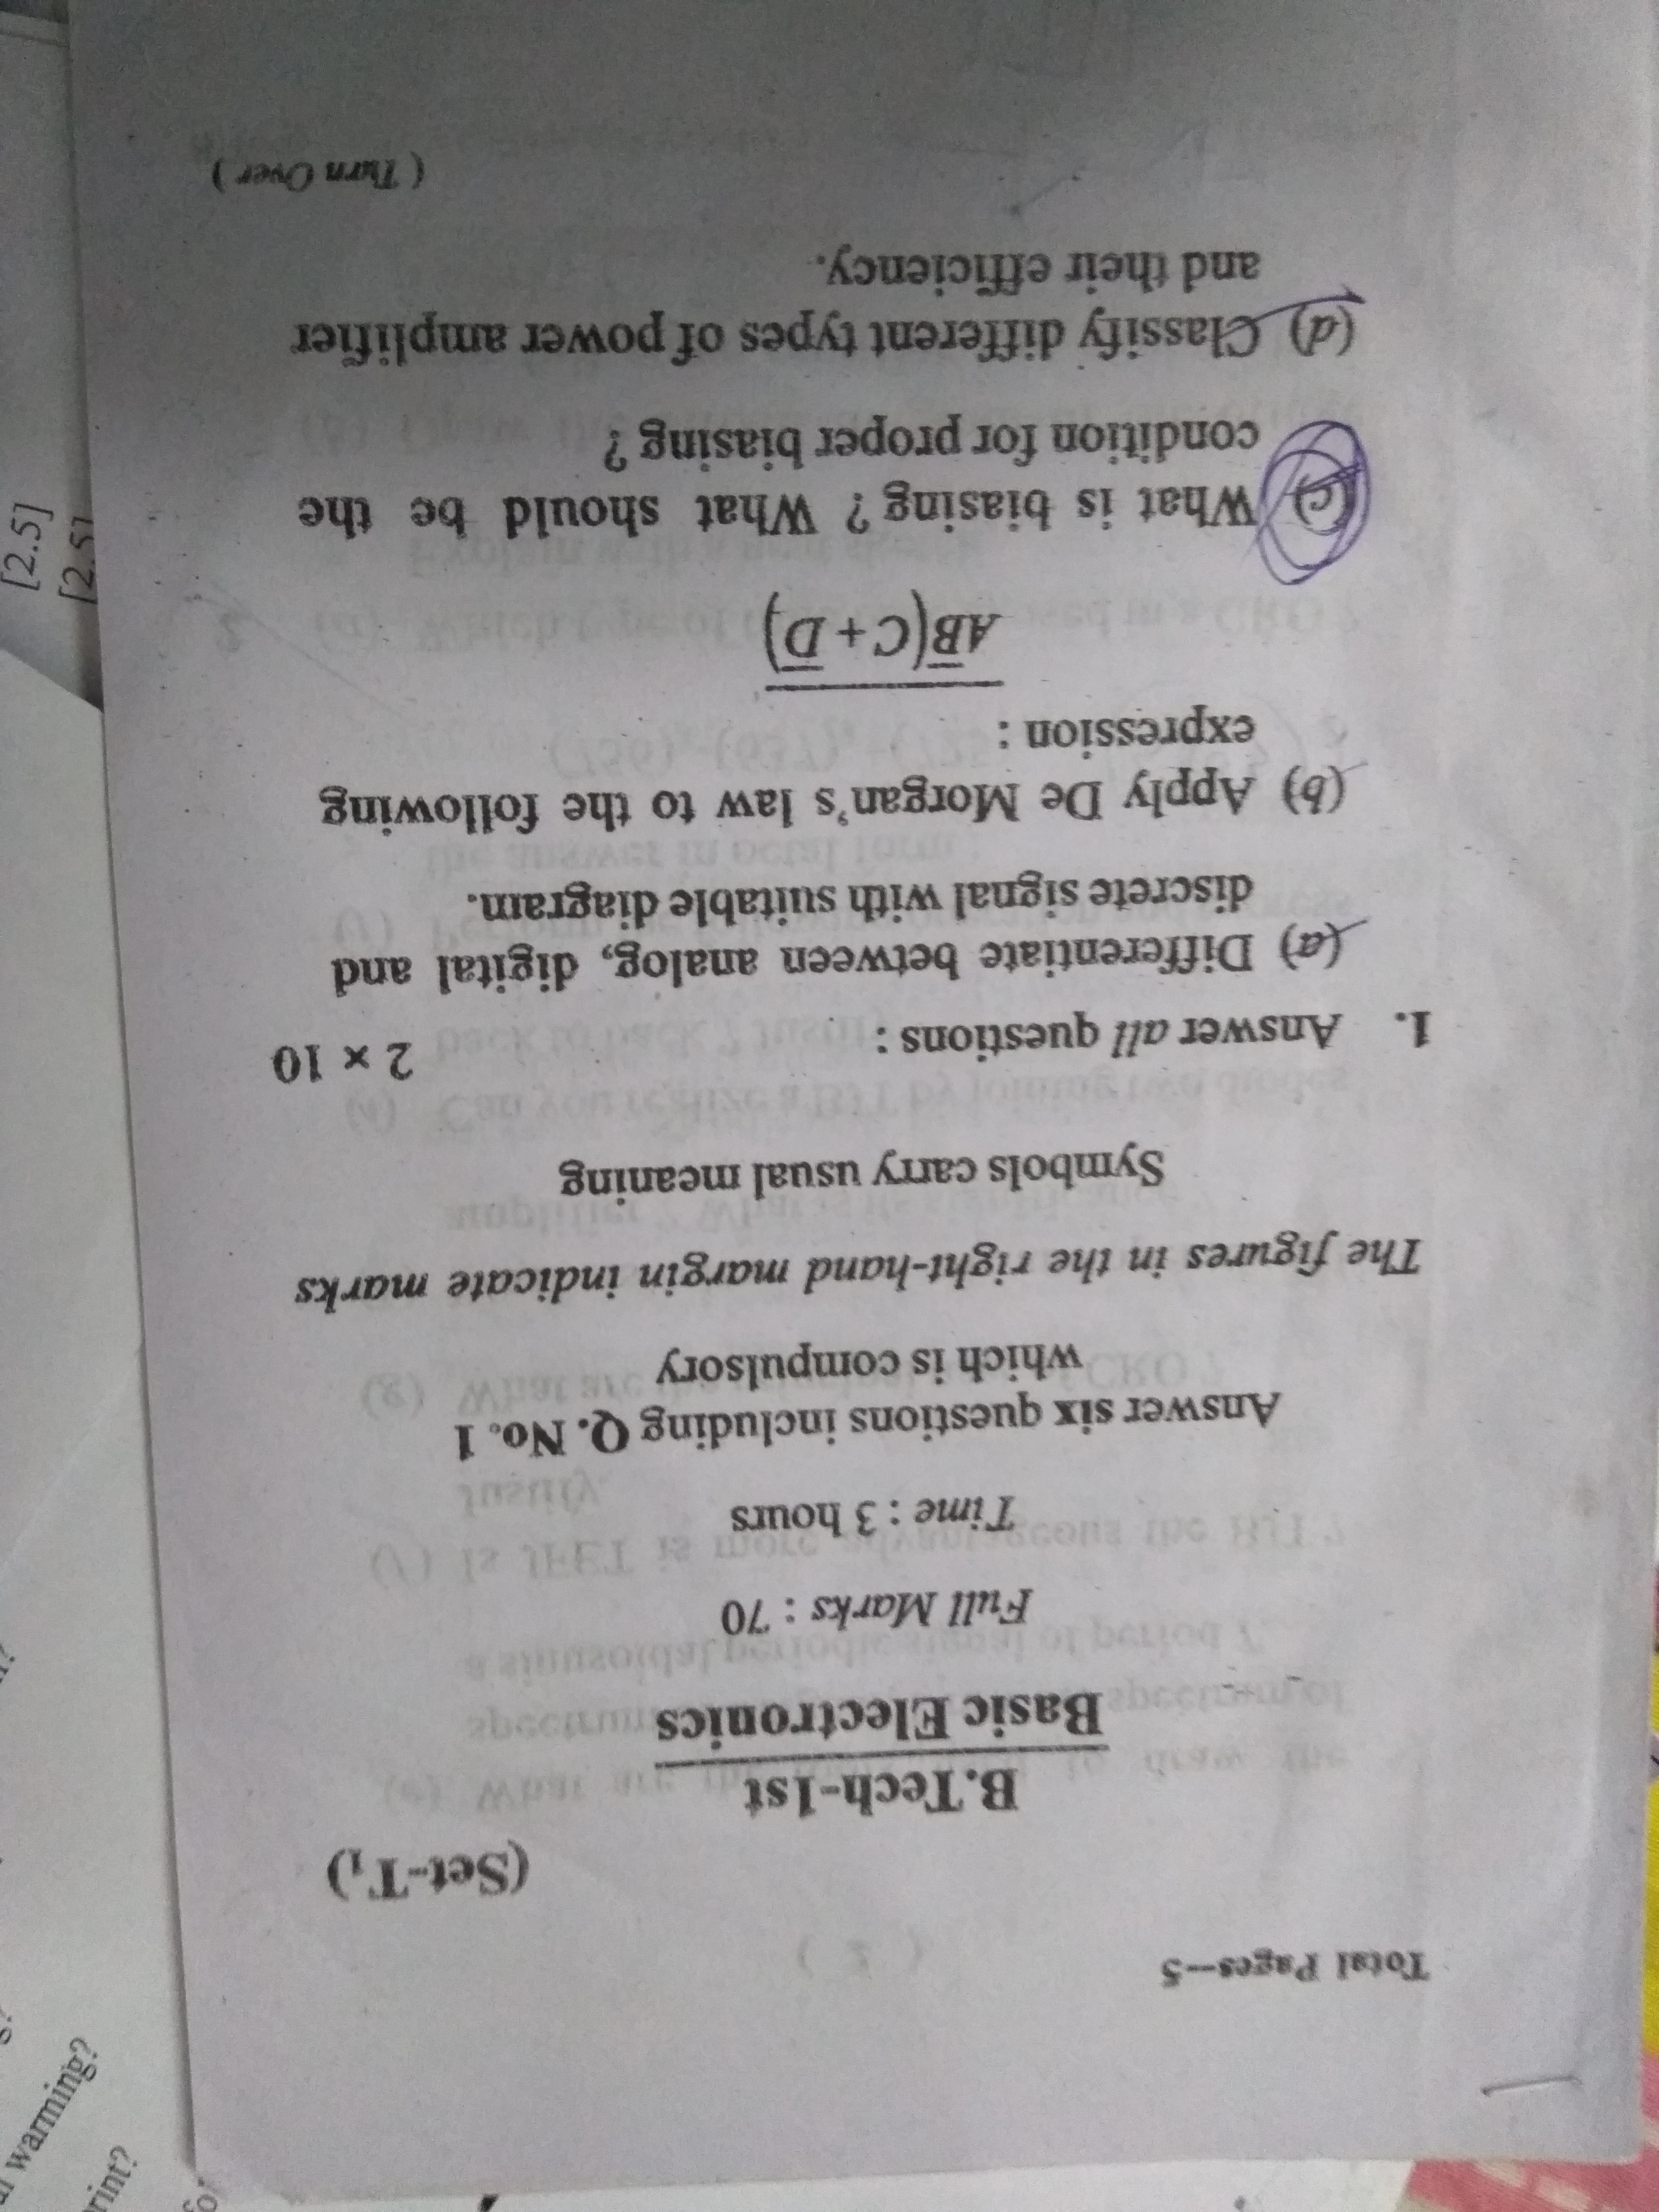 Total Pages—5
(Set-T₁)
B.Tech-1st
Basic Electronics
Full Marks : 70
Time : 3 hours
Answer six questions including Q. No. 1
which is compulsory
The figures in the right-hand margin indicate marks
Symbols carry usual meaning
1. Answer all questions : 2 × 10
(a) Differentiate between analog, digital and
discrete signal with suitable diagram.
(b) Apply De Morgan's law to the following
expression :
\overline{A\overline{B}(C+\overline{D})}
(c) What is biasing ? What should be the
condition for proper biasing ?
(d) Classify different types of power amplifier
and their efficiency.
( Turn Over )
[2.5]
[2.5]
warming?